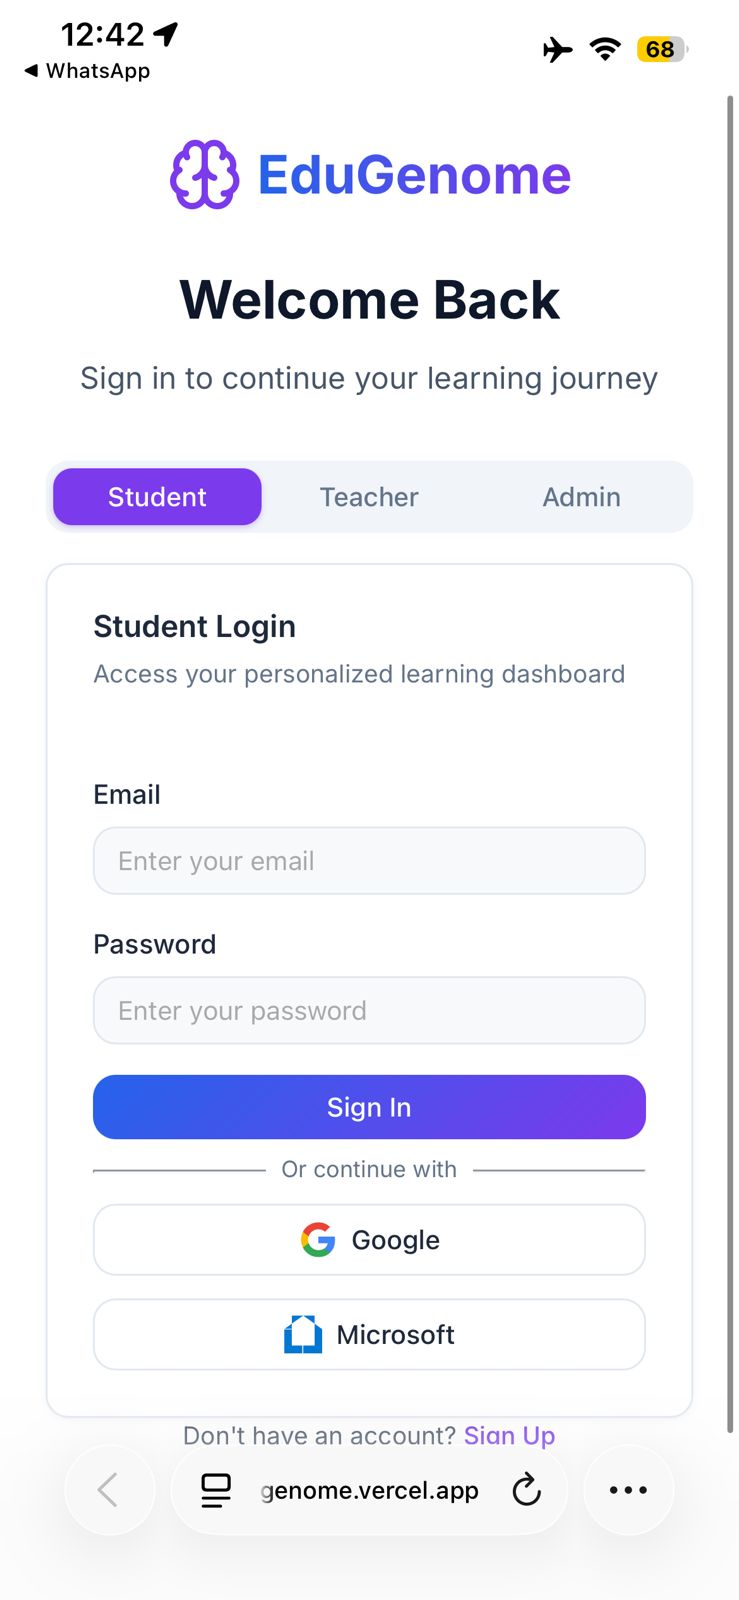 12:42
WhatsApp
68
EduGenome
Welcome Back
Sign in to continue your learning journey
Student Teacher Admin
Student Login
Access your personalized learning dashboard
Email
Enter your email
Password
Enter your password
Sign In
Or continue with
Google
Microsoft
Don't have an account? Sign Up
genome.vercel.app